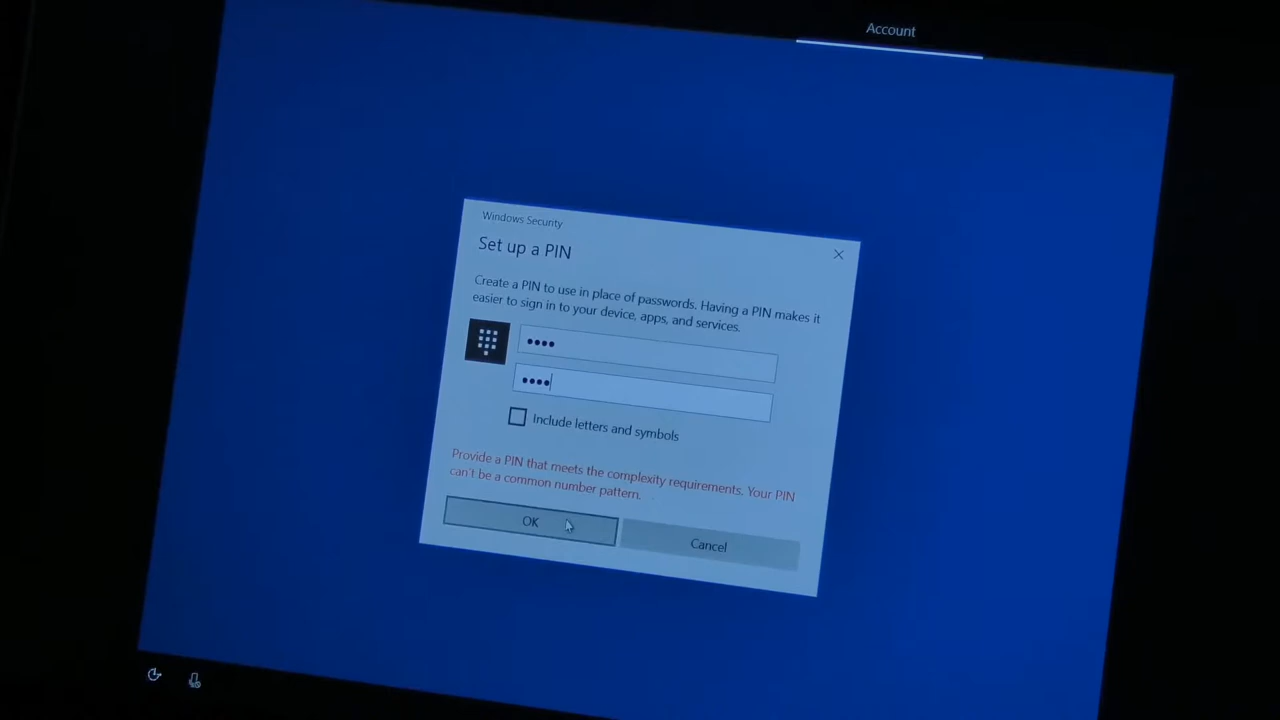 Account
Windows Security
Set up a PIN
Create a PIN to use in place of passwords. Having a PIN makes it
easier to sign in to your device, apps, and services.
••••
••••
Include letters and symbols
Provide a PIN that meets the complexity requirements. Your PIN
can't be a common number pattern.
OK
Cancel